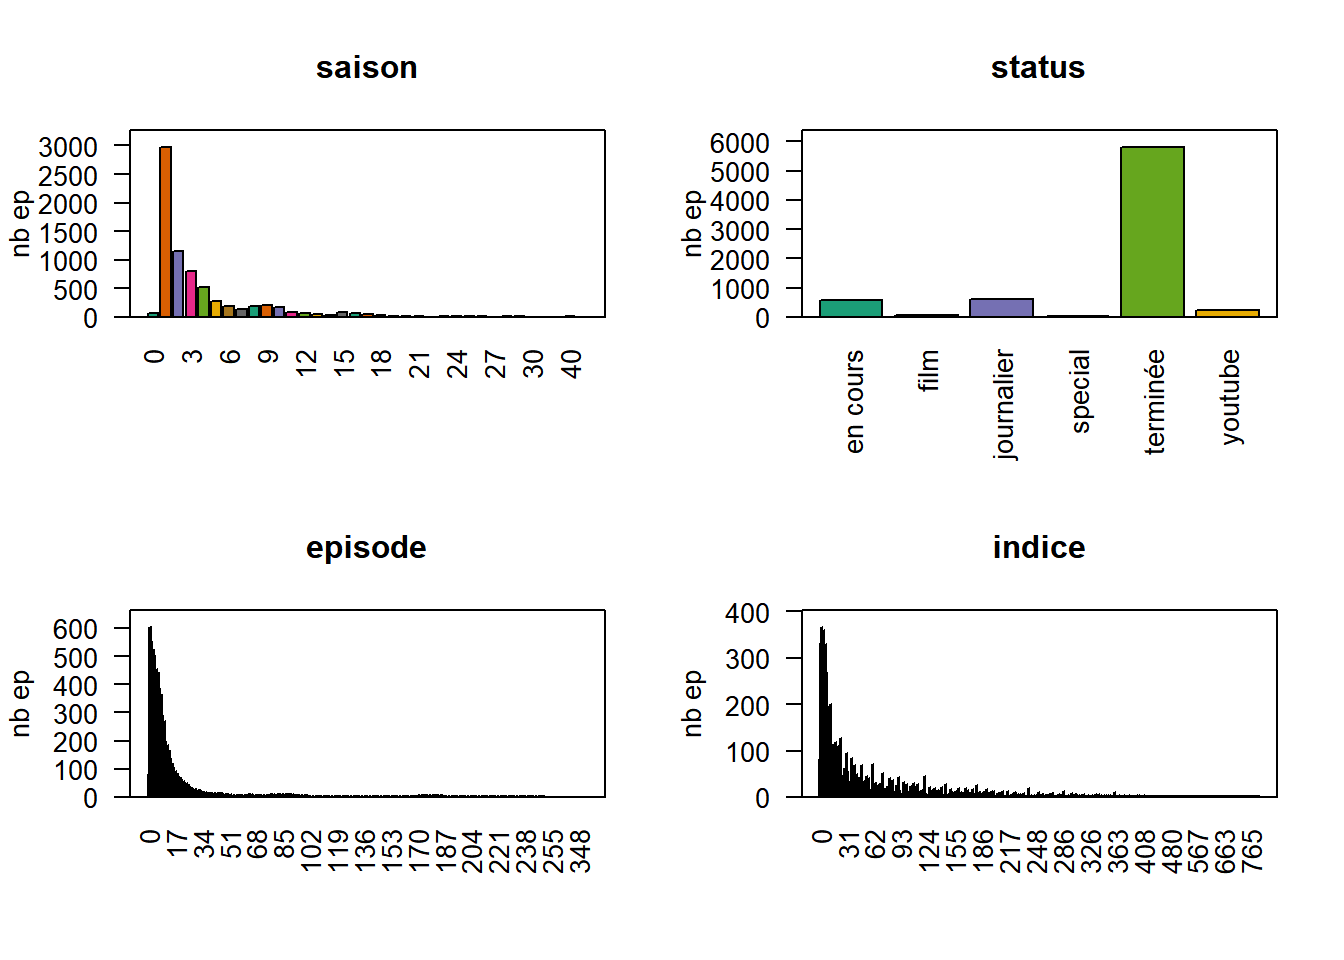 saison
nb ep
3000
2500
2000
1500
1000
500
0
0 3 6 9 12 15 18 21 24 27 30 40
status
nb ep
6000
5000
4000
3000
2000
1000
0
en cours film journalier special terminée youtube
episode
nb ep
600
500
400
300
200
100
0
0 17 34 51 68 85 102 119 136 153 170 187 204 221 238 255 348
indice
nb ep
400
300
200
100
0
0 31 62 93 124 155 186 217 248 286 326 363 408 480 567 663 765